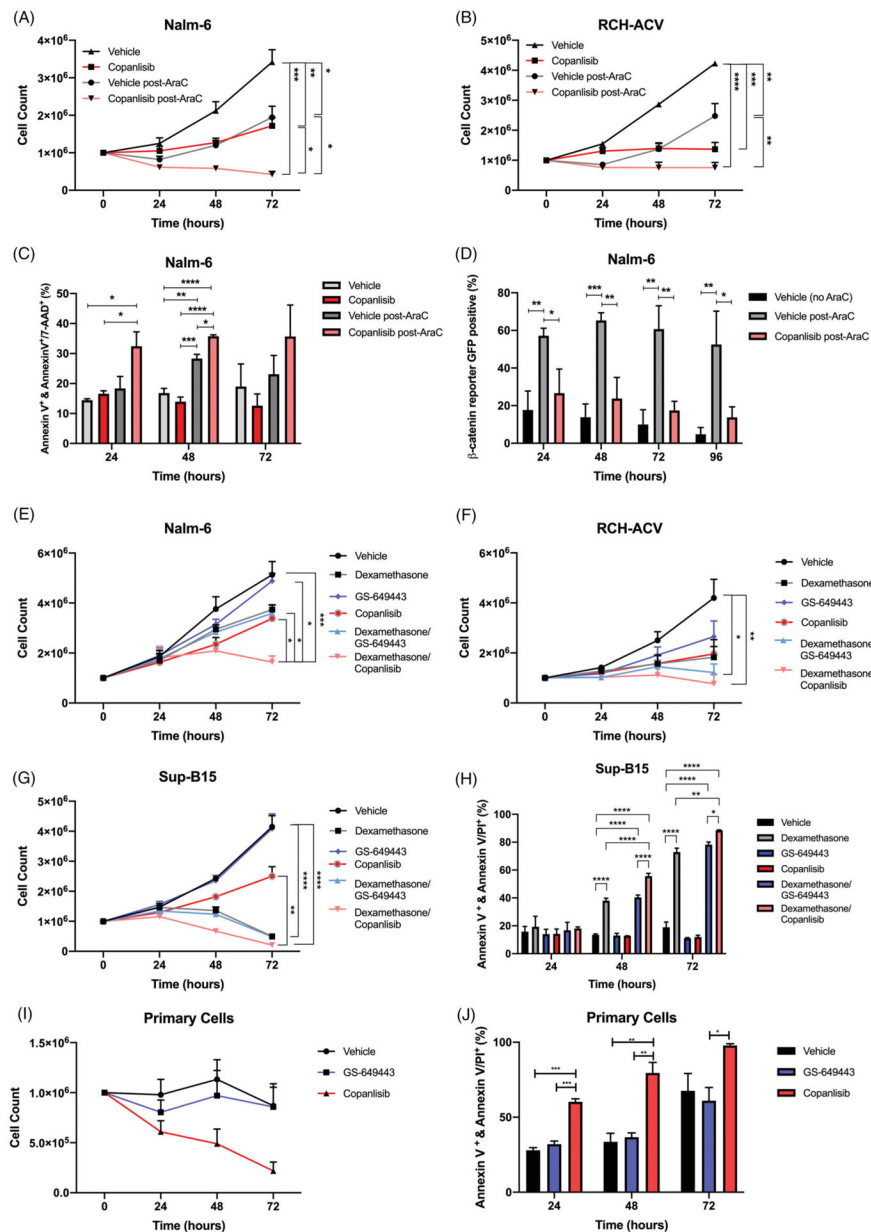 (A)
Nalm-6
4×10⁶
3×10⁶
2×10⁶
1×10⁶
0
Cell Count
0 24 48 72
Time (hours)
Vehicle
Copanlisib
Vehicle post-AraC
Copanlisib post-AraC
*** ** *
* *
(B)
RCH-ACV
5×10⁶
4×10⁶
3×10⁶
2×10⁶
1×10⁶
0
Cell Count
0 24 48 72
Time (hours)
Vehicle
Copanlisib
Vehicle post-AraC
Copanlisib post-AraC
**** *** **
**
(C)
Nalm-6
50
40
30
20
10
0
Annexin V⁺ & AnnexinV⁺/7-AAD⁺ (%)
24 48 72
Time (hours)
Vehicle
Copanlisib
Vehicle post-AraC
Copanlisib post-AraC
*
*
****
**
****
*
***
(D)
Nalm-6
80
60
40
20
0
β-catenin reporter GFP positive (%)
24 48 72 96
Time (hours)
Vehicle (no AraC)
Vehicle post-AraC
Copanlisib post-AraC
** *
*** **
** **
** *
(E)
Nalm-6
6×10⁶
4×10⁶
2×10⁶
0
Cell Count
0 24 48 72
Time (hours)
Vehicle
Dexamethasone
GS-649443
Copanlisib
Dexamethasone/
GS-649443
Dexamethasone/
Copanlisib
* * * ***
(F)
RCH-ACV
6×10⁶
4×10⁶
2×10⁶
0
Cell Count
0 24 48 72
Time (hours)
Vehicle
Dexamethasone
GS-649443
Copanlisib
Dexamethasone/
GS-649443
Dexamethasone/
Copanlisib
* **
(G)
Sup-B15
5×10⁶
4×10⁶
3×10⁶
2×10⁶
1×10⁶
0
Cell Count
0 24 48 72
Time (hours)
Vehicle
Dexamethasone
GS-649443
Copanlisib
Dexamethasone/
GS-649443
Dexamethasone/
Copanlisib
** **** ****
(H)
Sup-B15
100
80
60
40
20
0
Annexin V⁺ & Annexin V/PI⁺ (%)
24 48 72
Time (hours)
Vehicle
Dexamethasone
GS-649443
Copanlisib
Dexamethasone/
GS-649443
Dexamethasone/
Copanlisib
****
****
****
**** ****
****
****
**
**** *
(I)
Primary Cells
1.5×10⁶
1.0×10⁶
5.0×10⁵
0.0
Cell Count
0 24 48 72
Time (hours)
Vehicle
GS-649443
Copanlisib
(J)
Primary Cells
100
75
50
25
0
Annexin V⁺ & Annexin V/PI⁺ (%)
24 48 72
Time (hours)
Vehicle
GS-649443
Copanlisib
***
***
**
**
*